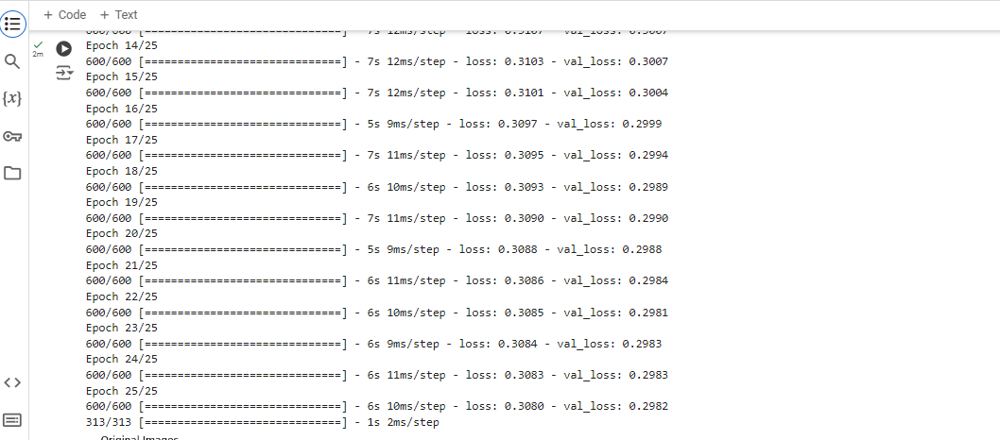 + Code + Text
2m
{x}
Epoch 14/25
600/600 [==============================] - 7s 12ms/step - loss: 0.3103 - val_loss: 0.3007
Epoch 15/25
600/600 [==============================] - 7s 12ms/step - loss: 0.3101 - val_loss: 0.3004
Epoch 16/25
600/600 [==============================] - 5s 9ms/step - loss: 0.3097 - val_loss: 0.2999
Epoch 17/25
600/600 [==============================] - 7s 11ms/step - loss: 0.3095 - val_loss: 0.2994
Epoch 18/25
600/600 [==============================] - 6s 10ms/step - loss: 0.3093 - val_loss: 0.2989
Epoch 19/25
600/600 [==============================] - 7s 11ms/step - loss: 0.3090 - val_loss: 0.2990
Epoch 20/25
600/600 [==============================] - 5s 9ms/step - loss: 0.3088 - val_loss: 0.2988
Epoch 21/25
600/600 [==============================] - 6s 11ms/step - loss: 0.3086 - val_loss: 0.2984
Epoch 22/25
600/600 [==============================] - 6s 10ms/step - loss: 0.3085 - val_loss: 0.2981
Epoch 23/25
600/600 [==============================] - 6s 9ms/step - loss: 0.3084 - val_loss: 0.2983
Epoch 24/25
600/600 [==============================] - 6s 11ms/step - loss: 0.3083 - val_loss: 0.2983
Epoch 25/25
600/600 [==============================] - 6s 10ms/step - loss: 0.3080 - val_loss: 0.2982
313/313 [==============================] - 1s 2ms/step
Original Images